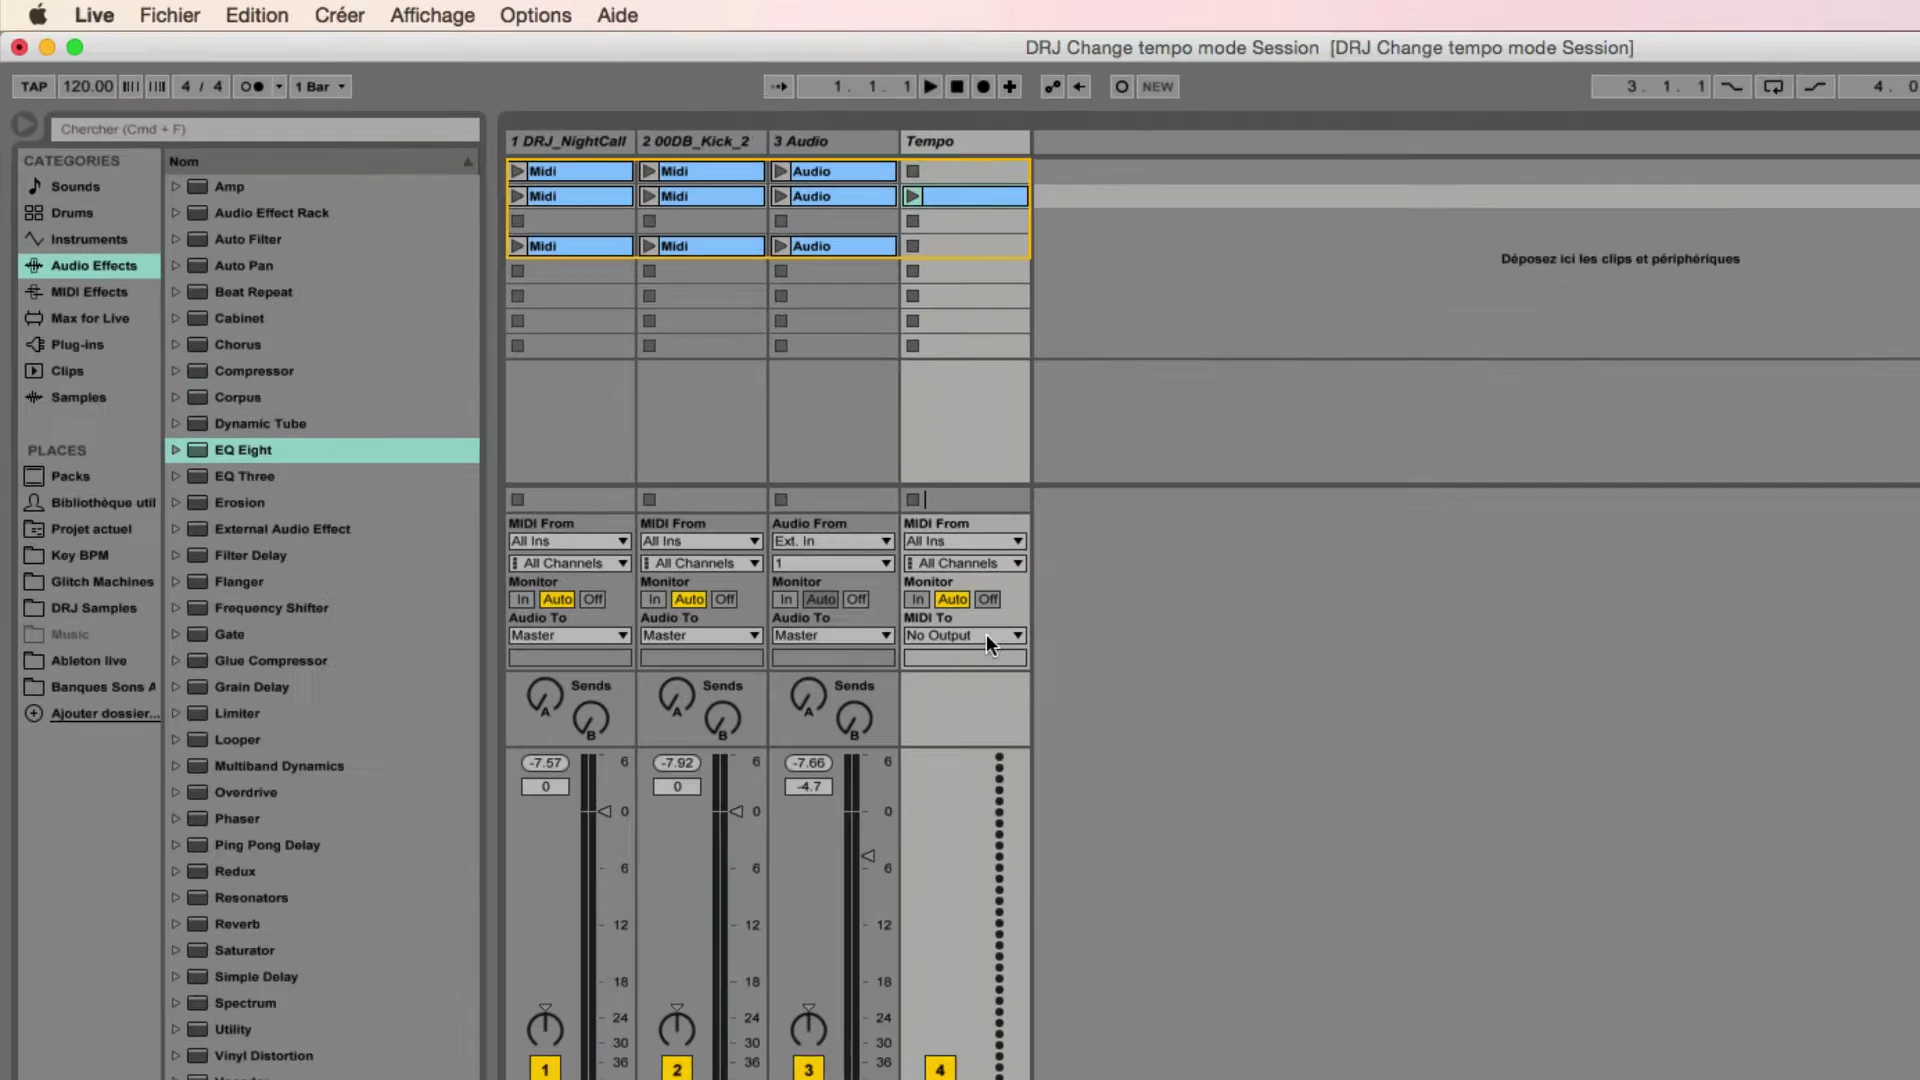 Live Fichier Edition Créer Affichage Options Aide
DRJ Change tempo mode Session [DRJ Change tempo mode Session]
TAP 120.00 4 / 4 1 Bar 1. 1. 1 NEW 3. 1. 1 4. 0
Chercher (Cmd + F)
CATEGORIES
Sounds
Drums
Instruments
Audio Effects
MIDI Effects
Max for Live
Plug-ins
Clips
Samples
PLACES
Packs
Bibliothèque util
Projet actuel
Key BPM
Glitch Machines
DRJ Samples
Music
Ableton live
Banques Sons A
Ajouter dossier...
Nom
Amp
Audio Effect Rack
Auto Filter
Auto Pan
Beat Repeat
Cabinet
Chorus
Compressor
Corpus
Dynamic Tube
EQ Eight
EQ Three
Erosion
External Audio Effect
Filter Delay
Flanger
Frequency Shifter
Gate
Glue Compressor
Grain Delay
Limiter
Looper
Multiband Dynamics
Overdrive
Phaser
Ping Pong Delay
Redux
Resonators
Reverb
Saturator
Simple Delay
Spectrum
Utility
Vinyl Distortion
1 DRJ_NightCall 2 00DB_Kick_2 3 Audio Tempo
Midi Midi Audio
Midi Midi Audio
Midi Midi Audio
Déposez ici les clips et périphériques
MIDI From MIDI From Audio From MIDI From
All Ins All Ins Ext. In All Ins
All Channels All Channels 1 All Channels
Monitor Monitor Monitor Monitor
In Auto Off In Auto Off In Auto Off In Auto Off
Audio To Audio To Audio To MIDI To
Master Master Master No Output
Sends Sends Sends
A A A
B B B
-7.57 6 -7.92 6 -7.66 6
0 0 -4.7
0 0 0
6 6 6
12 12 12
18 18 18
24 24 24
30 30 30
36 36 36
1 2 3 4